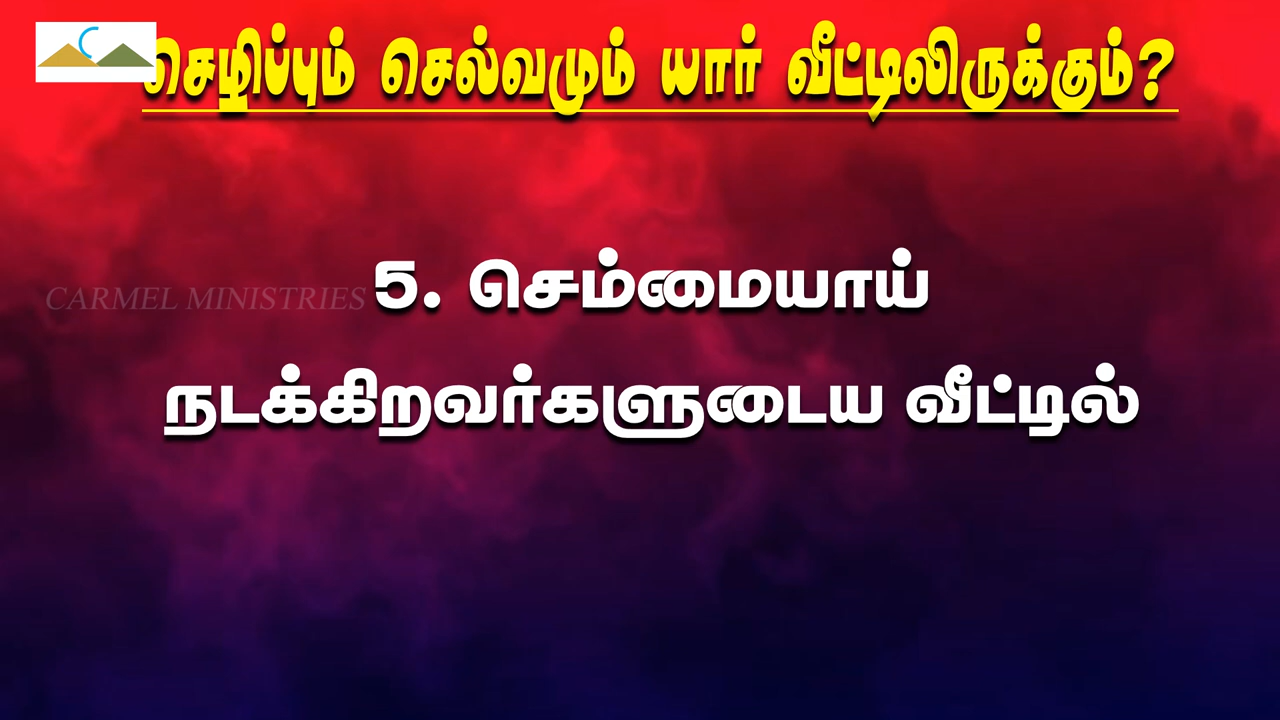 செழிப்பும் செல்வமும் யார் வீட்டிலிருக்கும்?
CARMEL MINISTRIES
5. செம்மையாய்
நடக்கிறவர்களுடைய வீட்டில்